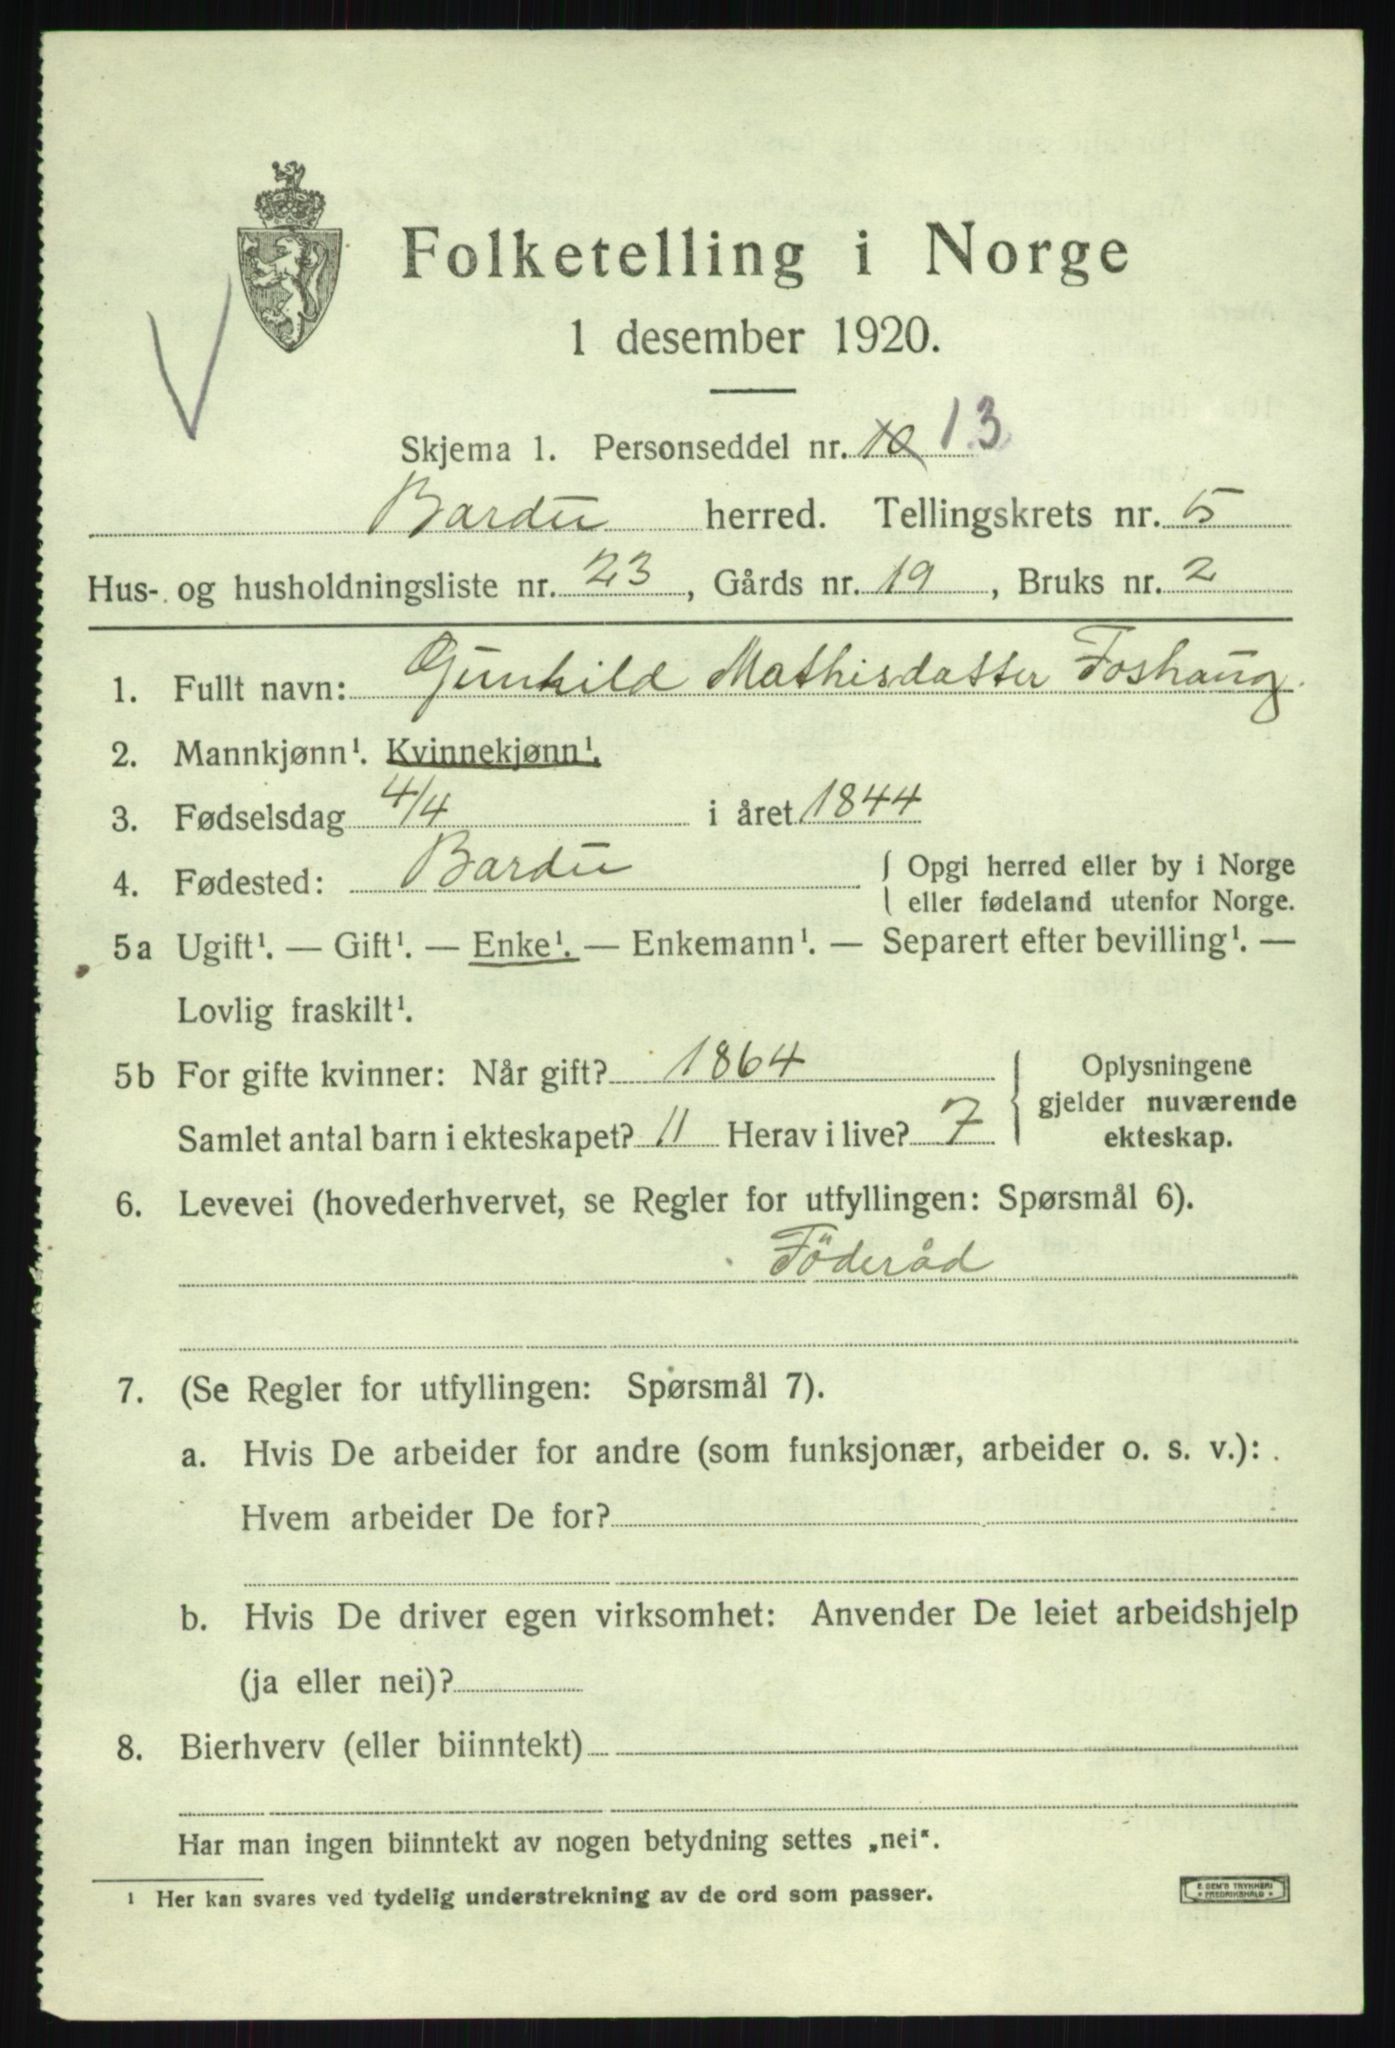 Folketelling i Norge
1 desember 1920.
Skjema 1. Personseddel nr. 10 13
Bardu herred. Tellingskrets nr. 5
Hus- og husholdningsliste nr. 23, Gårds nr. 19, Bruks nr. 2
1. Fullt navn: Gunhild Mathisdatter Foshaug
2. Mannkjønn¹. Kvinnekjønn¹.
3. Fødselsdag 4/4 i året 1844
4. Fødested: Bardu { Opgi herred eller by i Norge
eller fødeland utenfor Norge.
5a Ugift¹. — Gift¹. — Enke¹. — Enkemann¹. — Separert efter bevilling¹. —
Lovlig fraskilt¹.
5b For gifte kvinner: Når gift? 1864
Samlet antal barn i ekteskapet? 11 Herav i live? 7
{ Oplysningene
gjelder nuværende
ekteskap.
6. Levevei (hovederhvervet, se Regler for utfyllingen: Spørsmål 6).
Föderåd
7. (Se Regler for utfyllingen: Spørsmål 7).
a. Hvis De arbeider for andre (som funksjonær, arbeider o. s. v.):
Hvem arbeider De for?
b. Hvis De driver egen virksomhet: Anvender De leiet arbeidshjelp
(ja eller nei)?
8. Bierhverv (eller biinntekt)
Har man ingen biinntekt av nogen betydning settes „nei“.
¹ Her kan svares ved tydelig understrekning av de ord som passer.
E. SEM'S TRYKKERI
FREDRIKSHALD